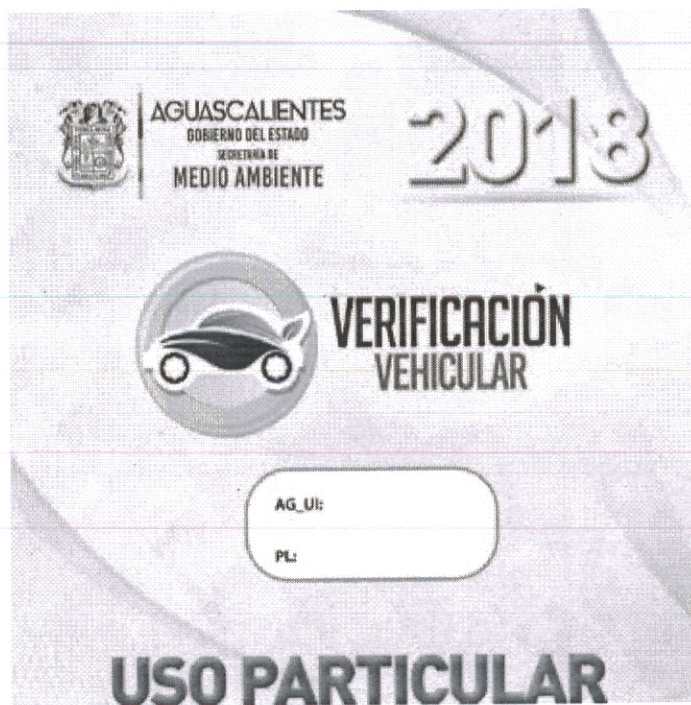 AGUASCALIENTES
GOBIERNO DEL ESTADO
SECRETARÍA DE
MEDIO AMBIENTE
2018
VERIFICACIÓN
VEHICULAR
AG_UI:
PL:
USO PARTICULAR